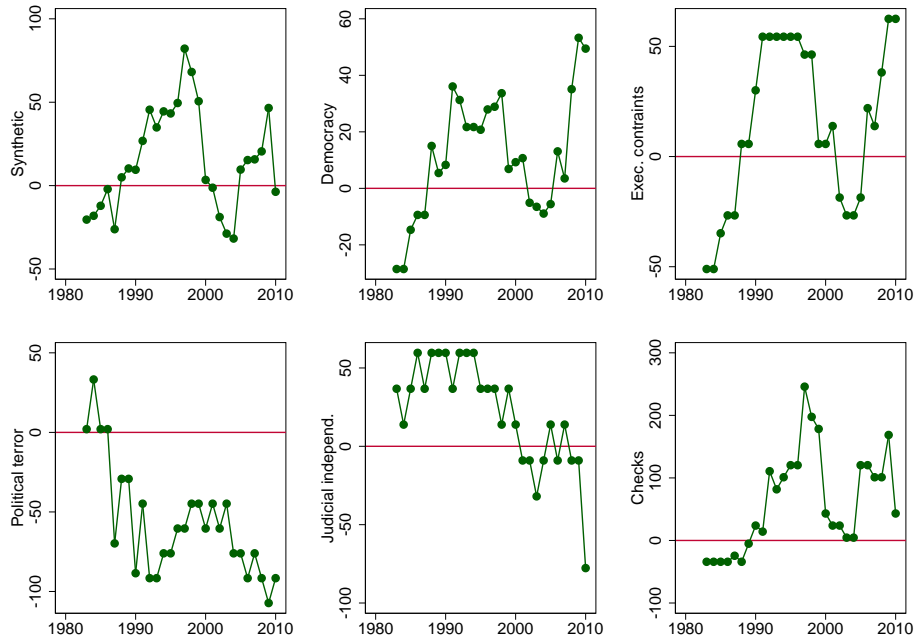 Synthetic
100
50
0
-50
1980 1990 2000 2010
Democracy
60
40
20
0
-20
1980 1990 2000 2010
Exec. contraints
50
0
-50
1980 1990 2000 2010
Political terror
50
0
-50
-100
1980 1990 2000 2010
Judicial independ.
50
0
-50
-100
1980 1990 2000 2010
Checks
300
200
100
0
-100
1980 1990 2000 2010